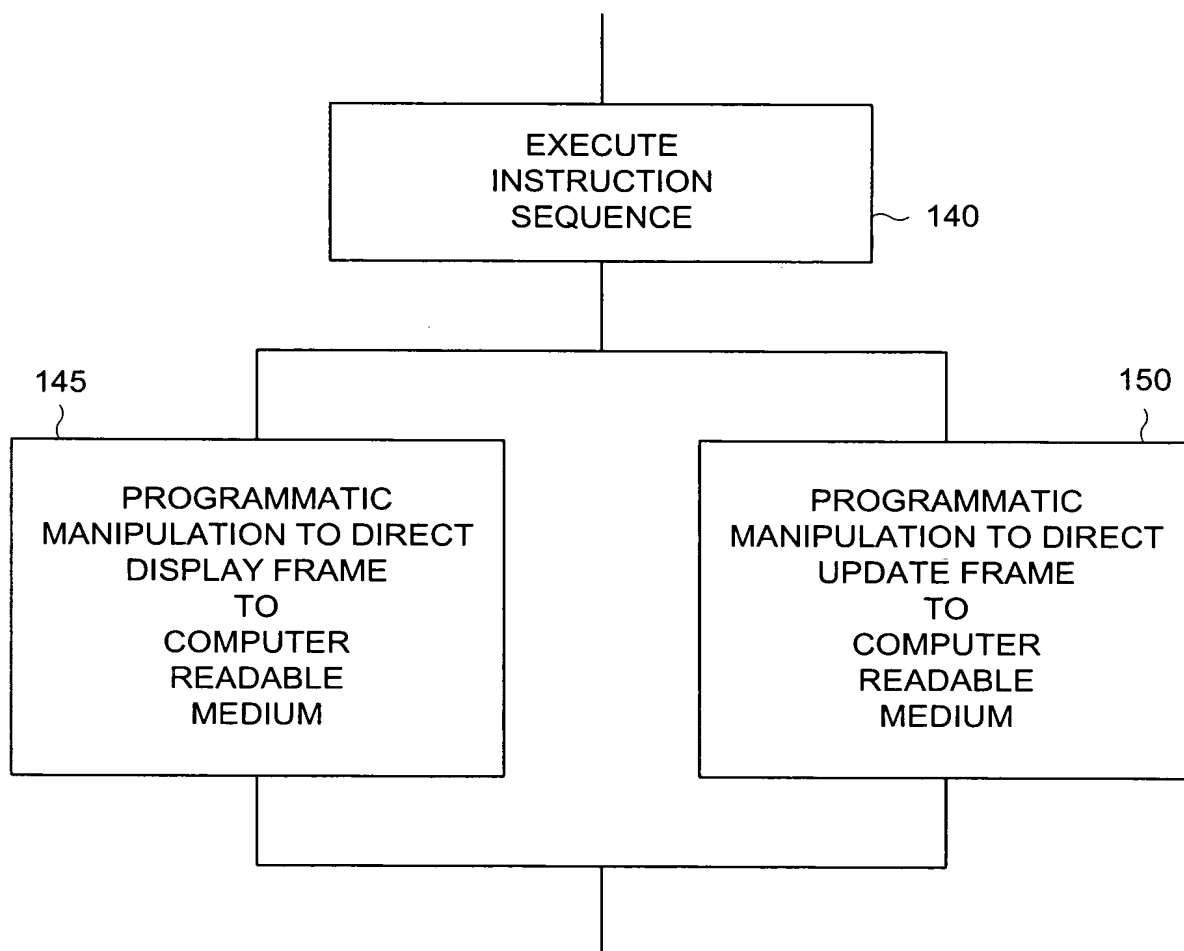 EXECUTE
INSTRUCTION
SEQUENCE
140
145
PROGRAMMATIC
MANIPULATION TO DIRECT
DISPLAY FRAME
TO
COMPUTER
READABLE
MEDIUM
150
PROGRAMMATIC
MANIPULATION TO DIRECT
UPDATE FRAME
TO
COMPUTER
READABLE
MEDIUM